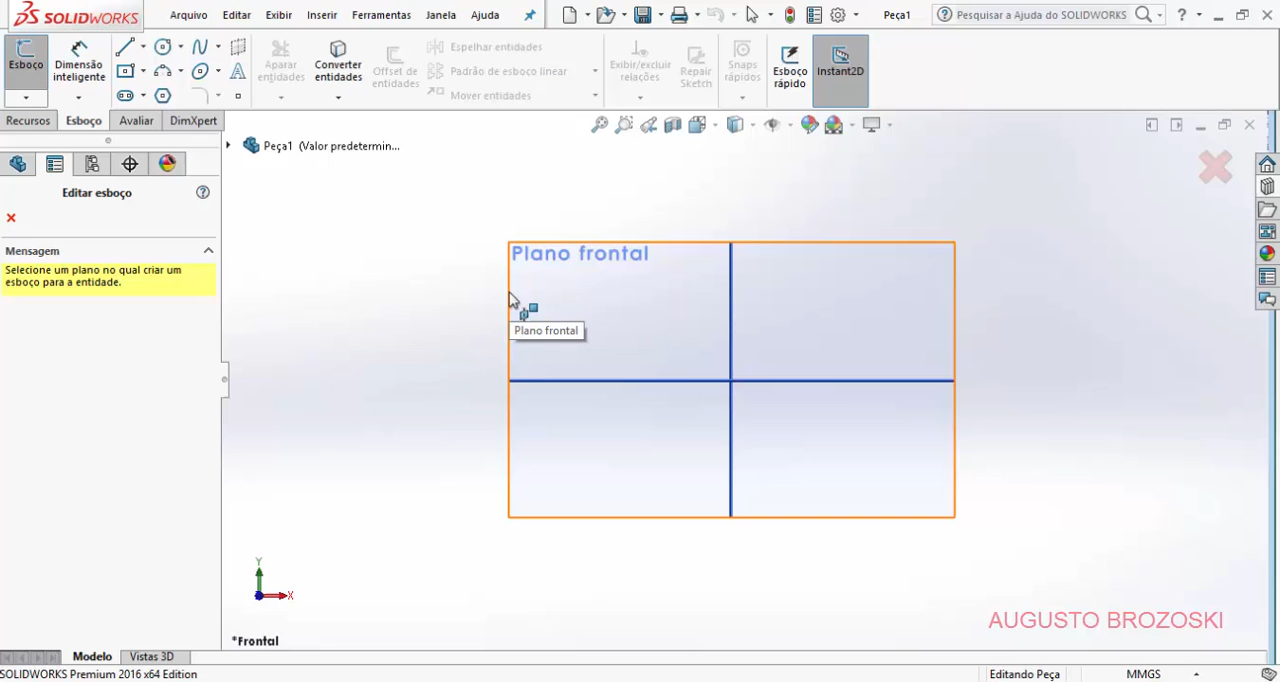 SOLIDWORKS
Arquivo Editar Exibir Inserir Ferramentas Janela Ajuda
Peça1
Pesquisar a Ajuda do SOLIDWORKS
Esboço
Dimensão inteligente
Aparar entidades
Converter entidades
Offset de entidades
Espelhar entidades
Padrão de esboço linear
Mover entidades
Exibir/excluir relações
Repair Sketch
Snaps rápidos
Esboço rápido
Instant2D
Recursos Esboço Avaliar DimXpert
Peça1 (Valor predetermin...
Editar esboço
Mensagem
Selecione um plano no qual criar um
esboço para a entidade.
Plano frontal
Plano frontal
Y
X
AUGUSTO BROZOSKI
*Frontal
Modelo Vistas 3D
SOLIDWORKS Premium 2016 x64 Edition
Editando Peça
MMGS